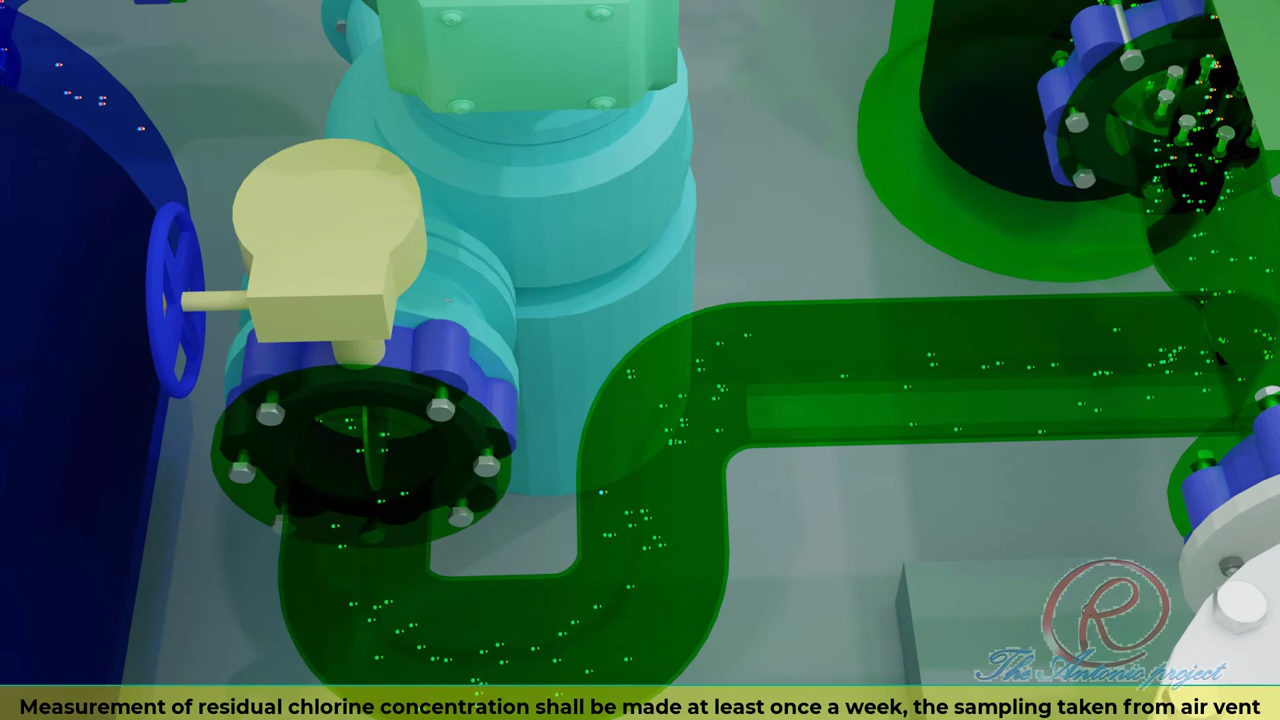 R
The Antonio project
Measurement of residual chlorine concentration shall be made at least once a week, the sampling taken from air vent